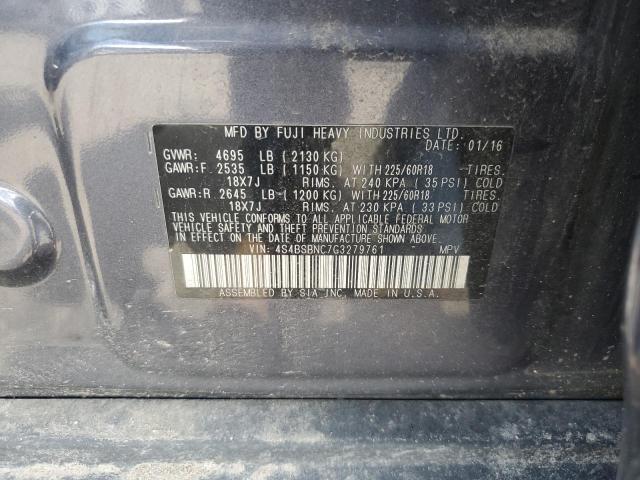 MFD BY FUJI HEAVY INDUSTRIES LTD.
DATE: 01/16
GVWR: 4695 LB (2130 KG)
GAWR:F 2535 LB (1150 KG) WITH 225/60R18 TIRES.
18X7J RIMS. AT 240 KPA (35 PSI) COLD
GAWR:R 2645 LB (1200 KG) WITH 225/60R18 TIRES.
18X7J RIMS. AT 230 KPA (33 PSI) COLD
THIS VEHICLE CONFORMS TO ALL APPLICABLE FEDERAL MOTOR
VEHICLE SAFETY AND THEFT PREVENTION STANDARDS
IN EFFECT ON THE DATE OF MANUFACTURE SHOWN ABOVE.
VIN: 4S4BSBNC7G3279761 MPV
ASSEMBLED BY SIA INC. MADE IN U.S.A.